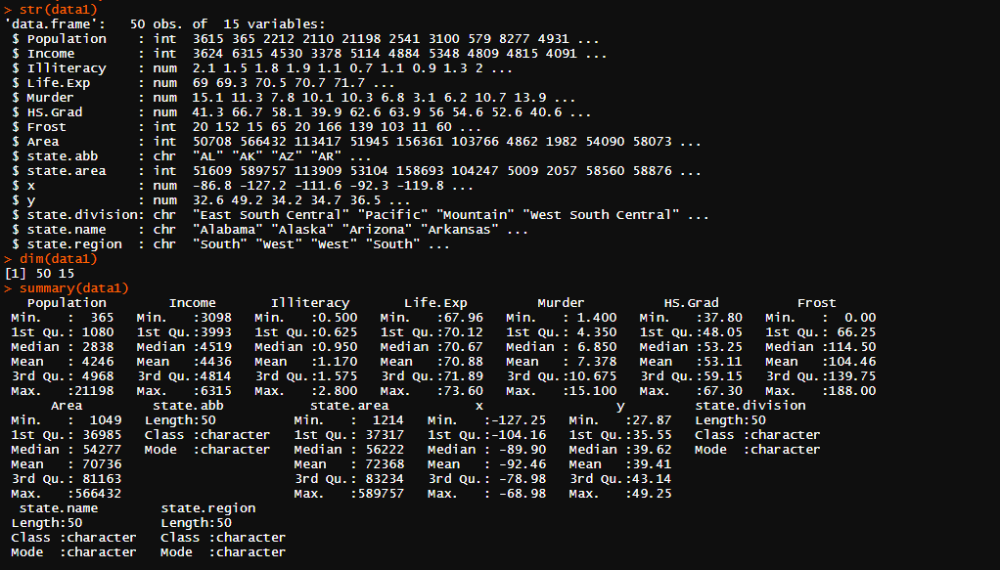 > str(data1)
'data.frame':   50 obs. of  15 variables:
 $ Population    : int  3615 365 2212 2110 21198 2541 3100 579 8277 4931 ...
 $ Income        : int  3624 6315 4530 3378 5114 4884 5348 4809 4815 4091 ...
 $ Illiteracy    : num  2.1 1.5 1.8 1.9 1.1 0.7 1.1 0.9 1.3 2 ...
 $ Life.Exp      : num  69 69.3 70.5 70.7 71.7 ...
 $ Murder        : num  15.1 11.3 7.8 10.1 10.3 6.8 3.1 6.2 10.7 13.9 ...
 $ HS.Grad       : num  41.3 66.7 58.1 39.9 62.6 63.9 56 54.6 52.6 40.6 ...
 $ Frost         : int  20 152 15 65 20 166 139 103 11 60 ...
 $ Area          : int  50708 566432 113417 51945 156361 103766 4862 1982 54090 58073 ...
 $ state.abb     : chr  "AL" "AK" "AZ" "AR" ...
 $ state.area    : int  51609 589757 113909 53104 158693 104247 5009 2057 58560 58876 ...
 $ x             : num  -86.8 -127.2 -111.6 -92.3 -119.8 ...
 $ y             : num  32.6 49.2 34.2 34.7 36.5 ...
 $ state.division: chr  "East South Central" "Pacific" "Mountain" "West South Central" ...
 $ state.name    : chr  "Alabama" "Alaska" "Arizona" "Arkansas" ...
 $ state.region  : chr  "South" "West" "West" "South" ...
> dim(data1)
[1] 50 15
> summary(data1)
   Population        Income       Illiteracy       Life.Exp         Murder          HS.Grad          Frost
 Min.   :  365   Min.   :3098   Min.   :0.500   Min.   :67.96   Min.   : 1.400   Min.   :37.80   Min.   :  0.00
 1st Qu.: 1080   1st Qu.:3993   1st Qu.:0.625   1st Qu.:70.12   1st Qu.: 4.350   1st Qu.:48.05   1st Qu.: 66.25
 Median : 2838   Median :4519   Median :0.950   Median :70.67   Median : 6.850   Median :53.25   Median :114.50
 Mean   : 4246   Mean   :4436   Mean   :1.170   Mean   :70.88   Mean   : 7.378   Mean   :53.11   Mean   :104.46
 3rd Qu.: 4968   3rd Qu.:4814   3rd Qu.:1.575   3rd Qu.:71.89   3rd Qu.:10.675   3rd Qu.:59.15   3rd Qu.:139.75
 Max.   :21198   Max.   :6315   Max.   :2.800   Max.   :73.60   Max.   :15.100   Max.   :67.30   Max.   :188.00
      Area         state.abb           state.area           x                 y         state.division
 Min.   :  1049   Length:50          Min.   :  1214   Min.   :-127.25   Min.   :27.87   Length:50
 1st Qu.: 36985   Class :character   1st Qu.: 37317   1st Qu.:-104.16   1st Qu.:35.55   Class :character
 Median : 54277   Mode  :character   Median : 56222   Median : -89.90   Median :39.62   Mode  :character
 Mean   : 70736                      Mean   : 72368   Mean   : -92.46   Mean   :39.41
 3rd Qu.: 81163                      3rd Qu.: 83234   3rd Qu.: -78.98   3rd Qu.:43.14
 Max.   :566432                      Max.   :589757   Max.   : -68.98   Max.   :49.25
  state.name        state.region
 Length:50          Length:50
 Class :character   Class :character
 Mode  :character   Mode  :character